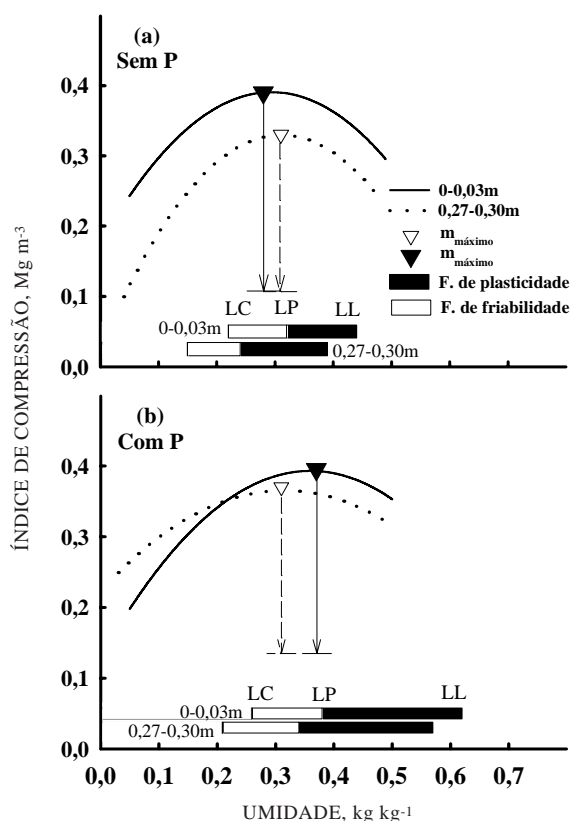 (a)
Sem P
0,4
0,3
0,2
0,1
0,0
0-0,03m
0,27-0,30m
m máximo
m máximo
F. de plasticidade
F. de friabilidade
LC LP LL
0-0,03m
0,27-0,30m
ÍNDICE DE COMPRESSÃO, Mg m-3
(b)
Com P
0,4
0,3
0,2
0,1
0,0
LC LP LL
0-0,03m
0,27-0,30m
0,0 0,1 0,2 0,3 0,4 0,5 0,6 0,7
UMIDADE, kg kg-1